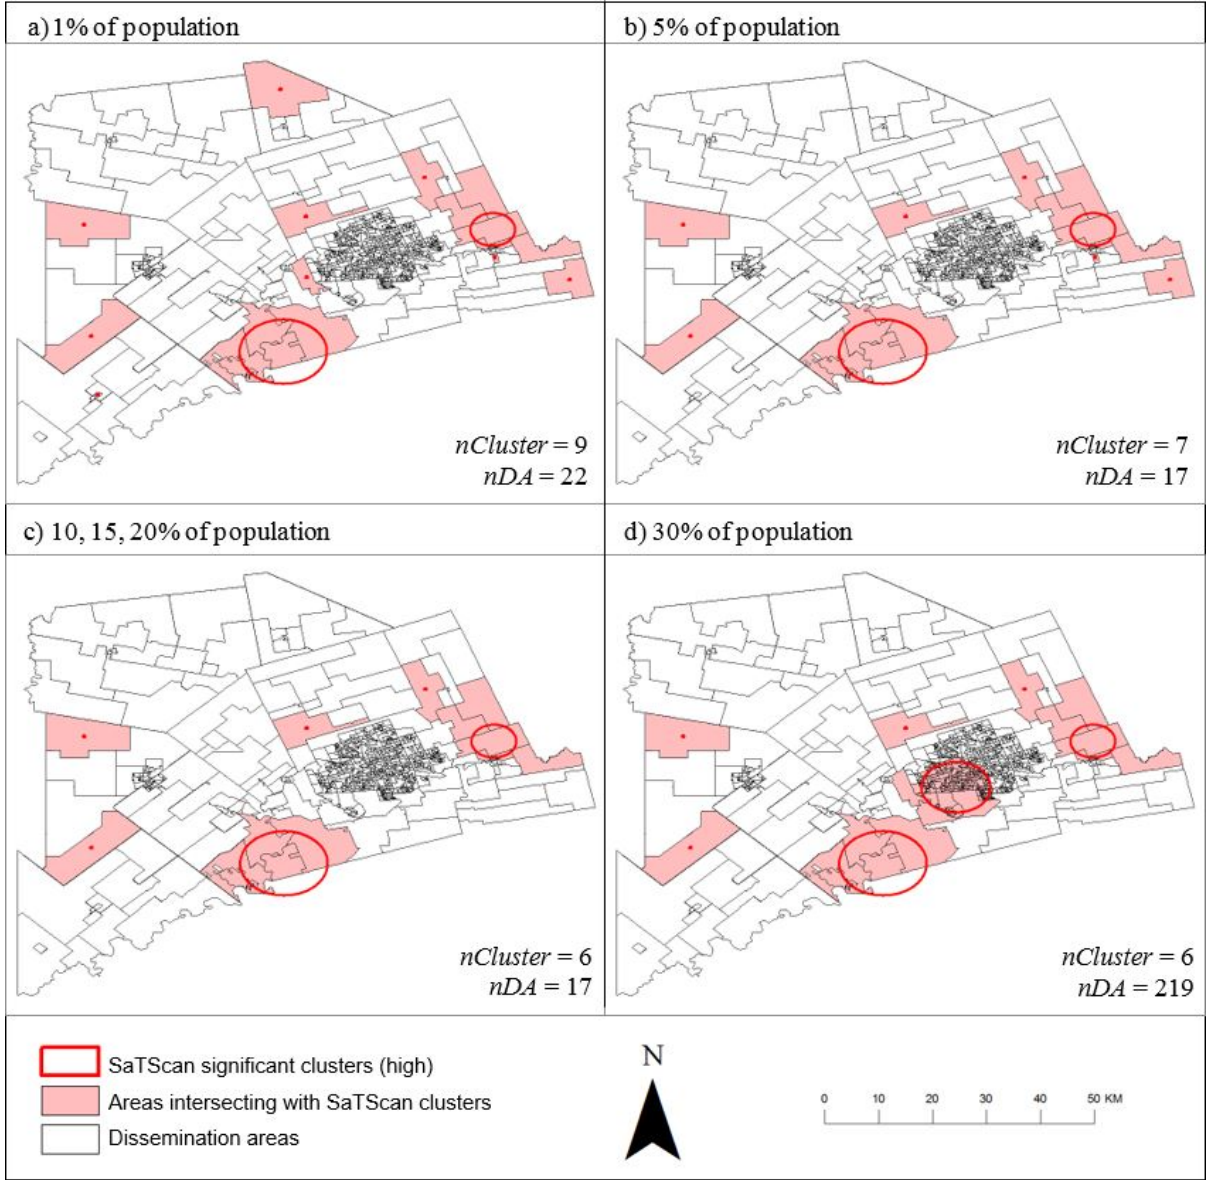 a) 1% of population
b) 5% of population
nCluster = 9
nDA = 22
nCluster = 7
nDA = 17
c) 10, 15, 20% of population
d) 30% of population
nCluster = 6
nDA = 17
nCluster = 6
nDA = 219
SaTScan significant clusters (high)
Areas intersecting with SaTScan clusters
Dissemination areas
N
0 10 20 30 40 50 KM